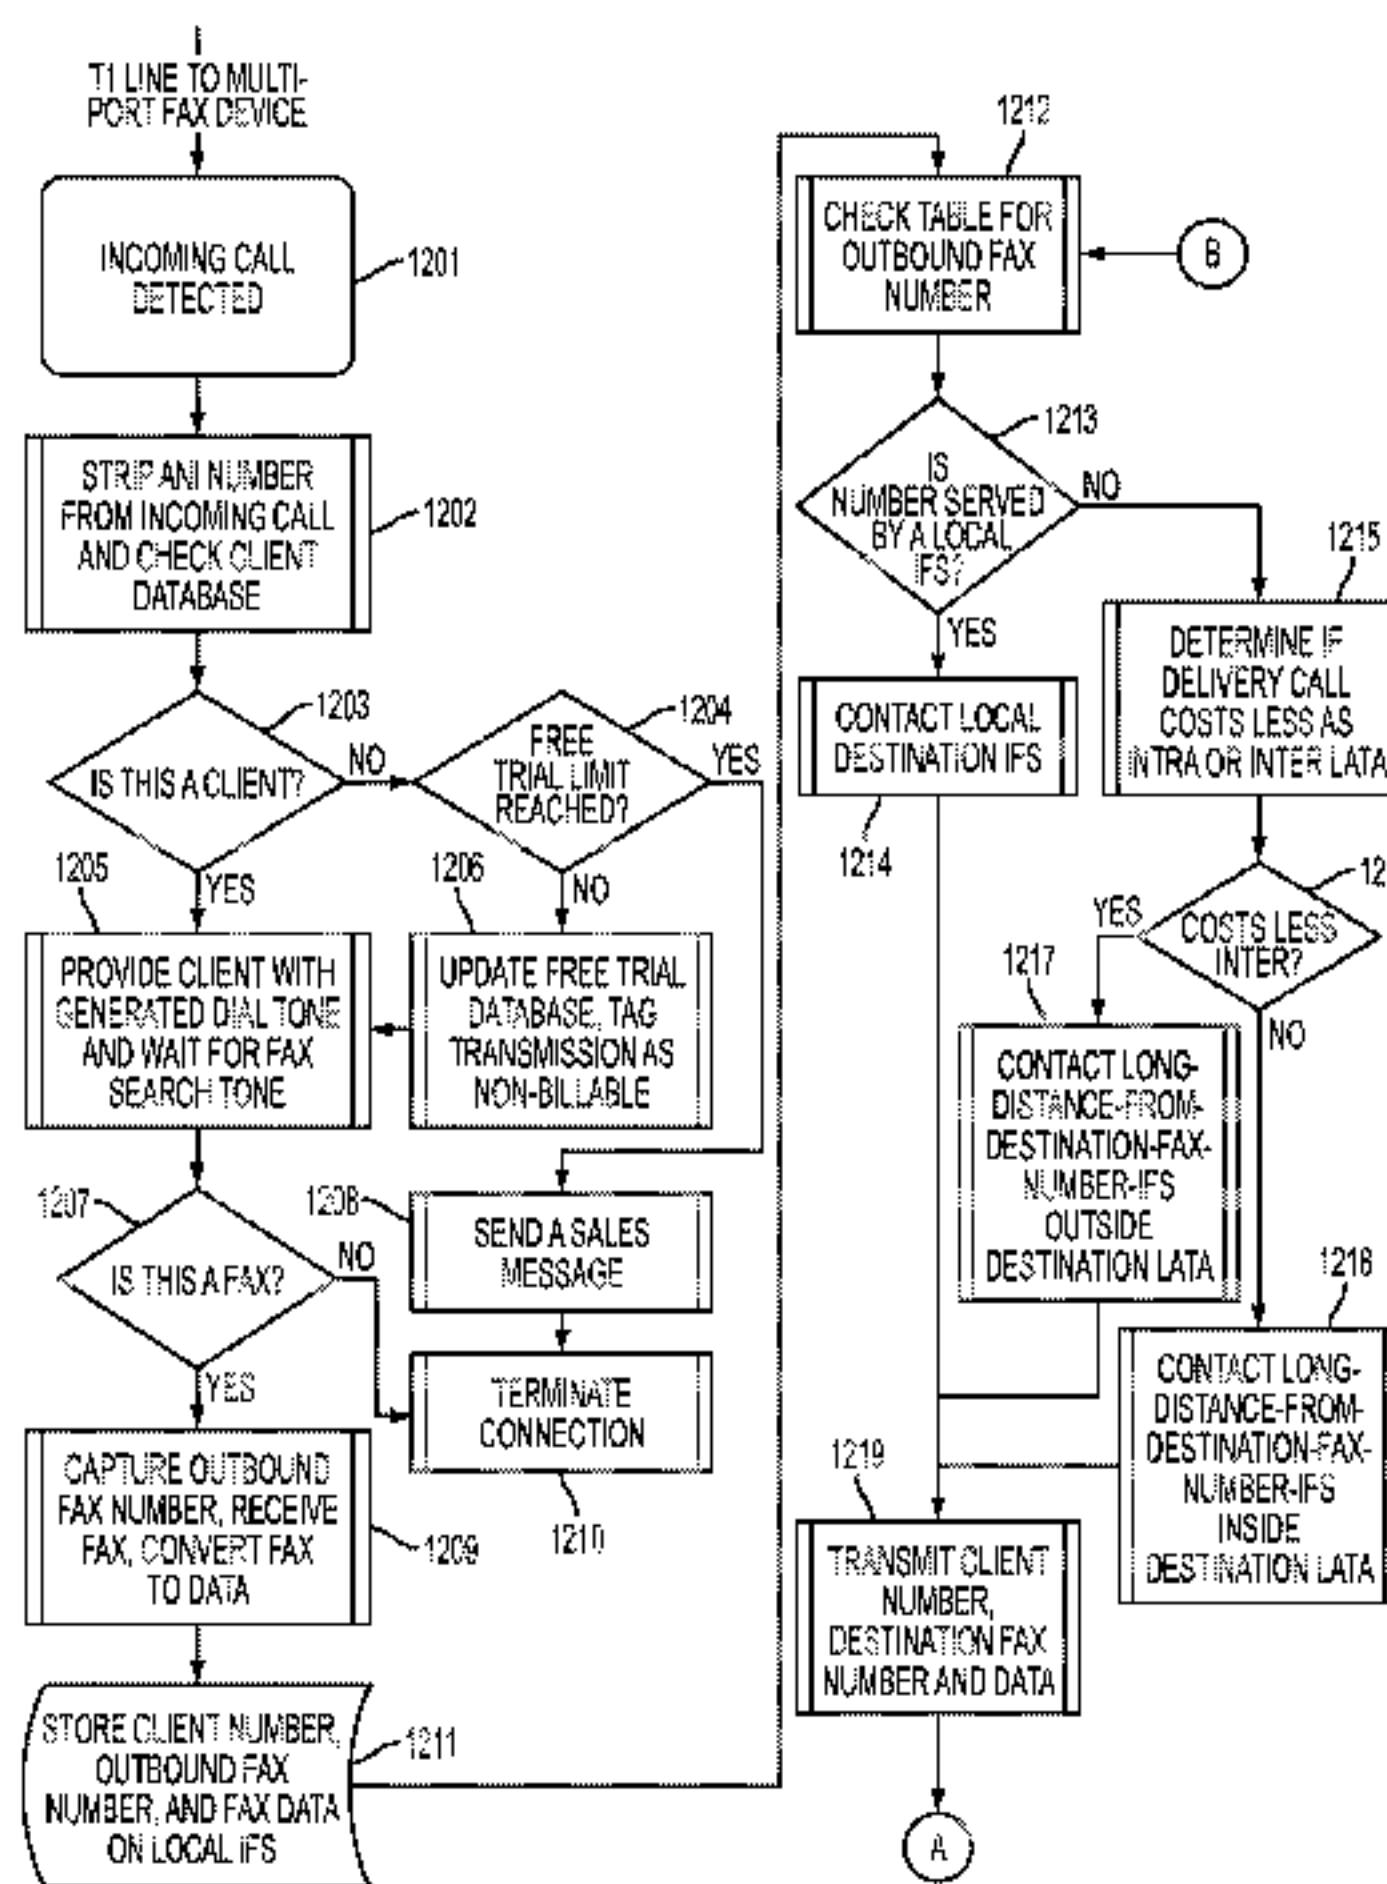 T1 LINE TO MULTI-
PORT FAX DEVICE
INCOMING CALL
DETECTED
1201
STRIP ANI NUMBER
FROM INCOMING CALL
AND CHECK CLIENT
DATABASE
1202
IS THIS A CLIENT?
1203
NO
YES
FREE
TRIAL LIMIT
REACHED?
1204
YES
NO
1205
PROVIDE CLIENT WITH
GENERATED DIAL TONE
AND WAIT FOR FAX
SEARCH TONE
1206
UPDATE FREE TRIAL
DATABASE, TAG
TRANSMISSION AS
NON-BILLABLE
1207
IS THIS A FAX?
NO
YES
1208
SEND A SALES
MESSAGE
TERMINATE
CONNECTION
1210
CAPTURE OUTBOUND
FAX NUMBER, RECEIVE
FAX, CONVERT FAX
TO DATA
1209
STORE CLIENT NUMBER,
OUTBOUND FAX
NUMBER, AND FAX DATA
ON LOCAL IFS
1211
1212
CHECK TABLE FOR
OUTBOUND FAX
NUMBER
B
1213
IS
NUMBER SERVED
BY A LOCAL
IFS?
NO
YES
CONTACT LOCAL
DESTINATION IFS
1214
1215
DETERMINE IF
DELIVERY CALL
COSTS LESS AS
INTRA OR INTER LATA
12
COSTS LESS
INTER?
YES
NO
1217
CONTACT LONG-
DISTANCE-FROM-
DESTINATION-FAX-
NUMBER-IFS
OUTSIDE
DESTINATION LATA
1218
CONTACT LONG-
DISTANCE-FROM-
DESTINATION-FAX-
NUMBER-IFS
INSIDE
DESTINATION LATA
1219
TRANSMIT CLIENT
NUMBER,
DESTINATION FAX
NUMBER AND DATA
A